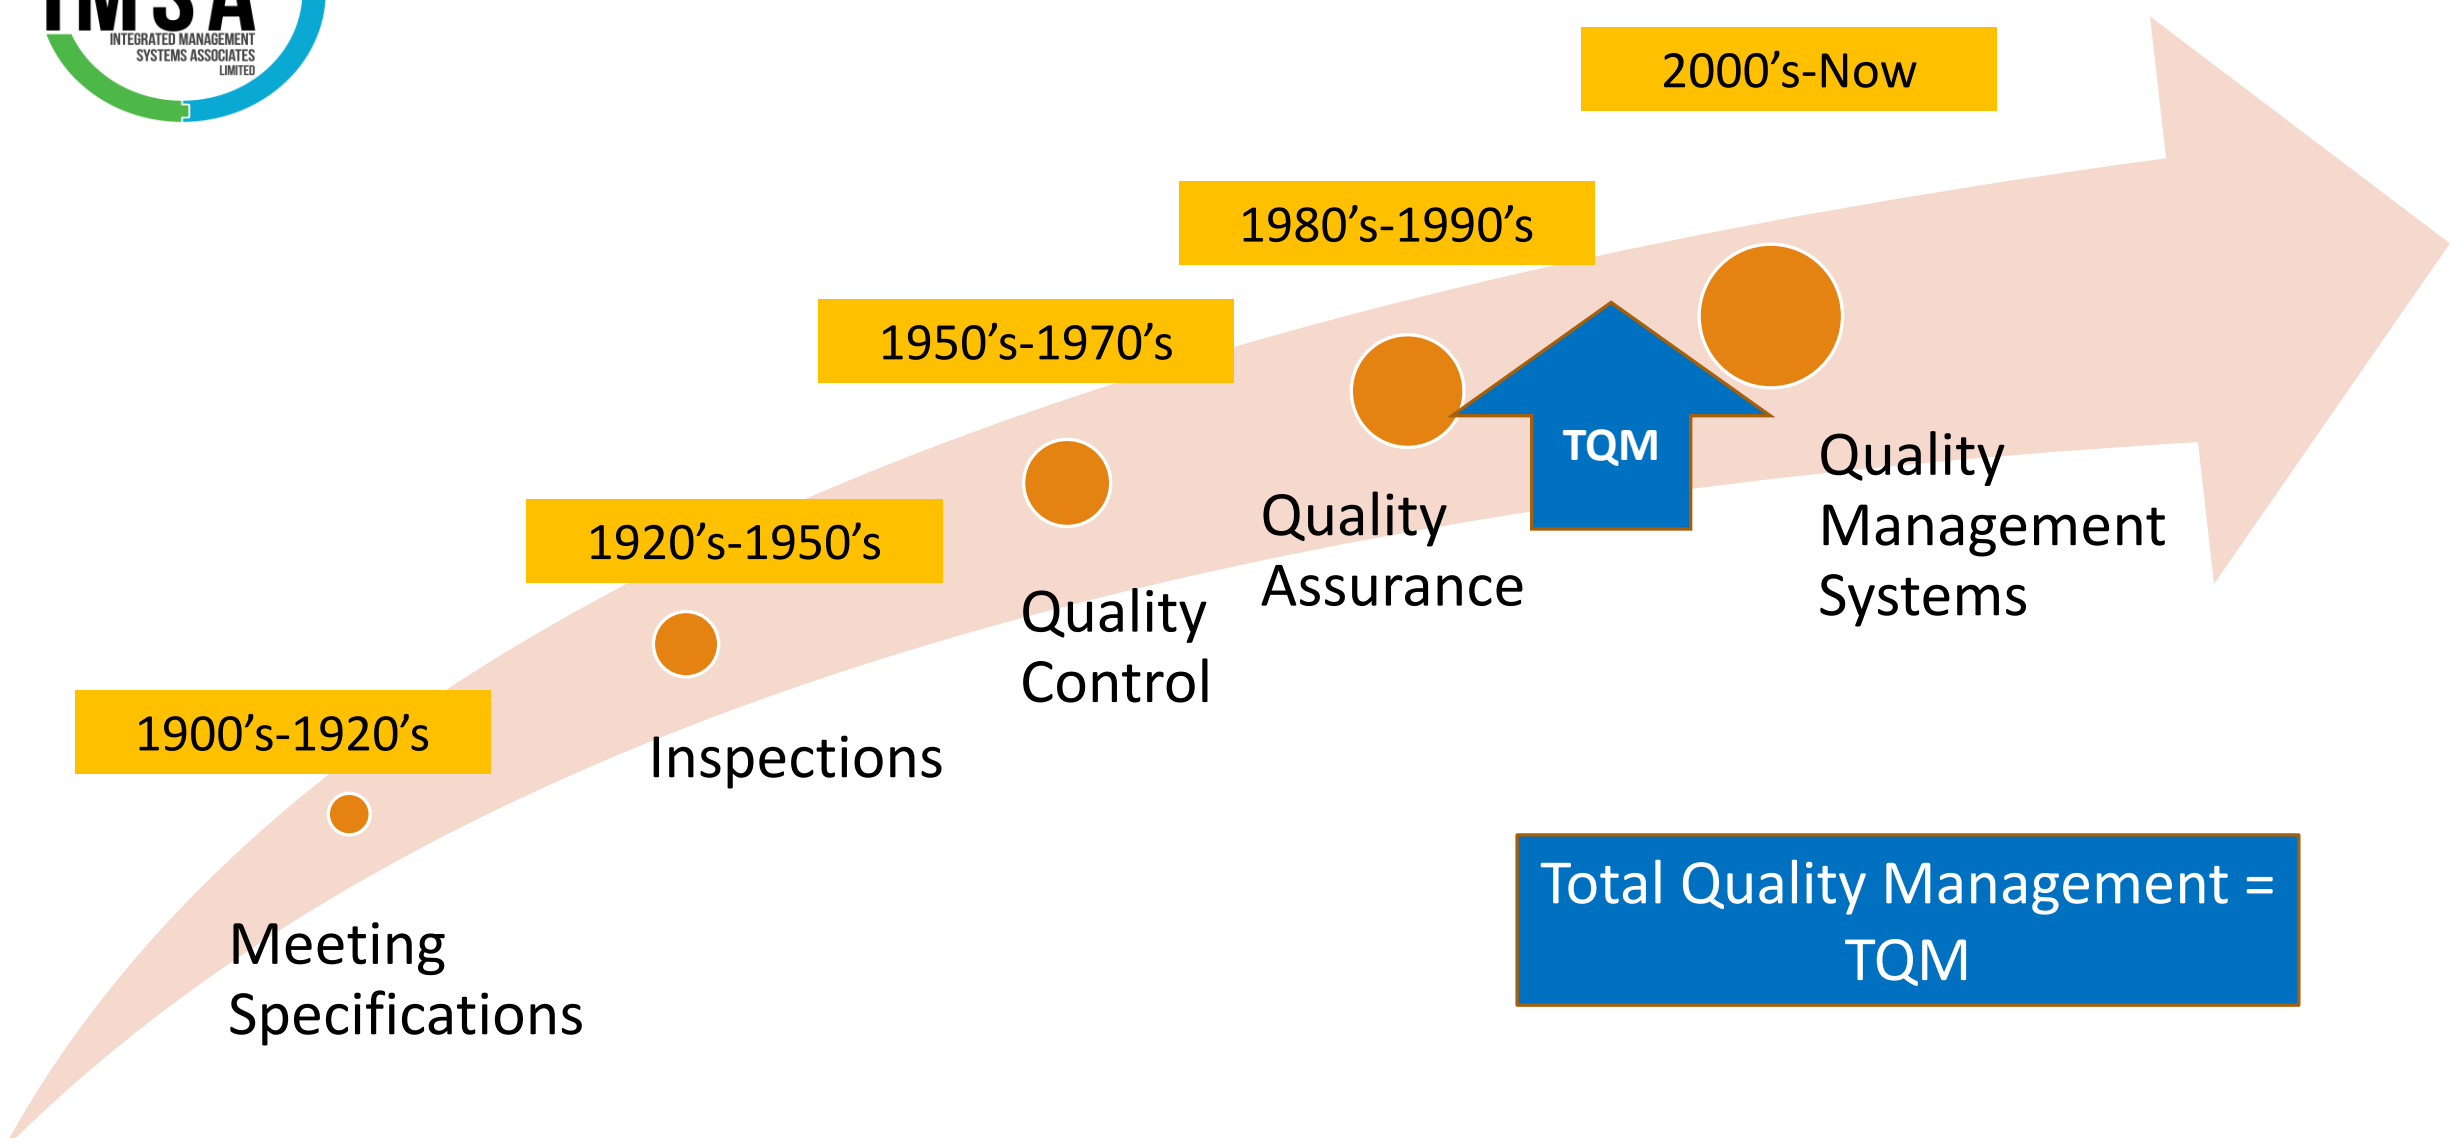 IMSA
INTEGRATED MANAGEMENT
SYSTEMS ASSOCIATES
LIMITED
2000’s-Now
1980’s-1990’s
1950’s-1970’s
1920’s-1950’s
1900’s-1920’s
TQM
Quality
Management
Systems
Quality
Assurance
Quality
Control
Inspections
Meeting
Specifications
Total Quality Management =
TQM